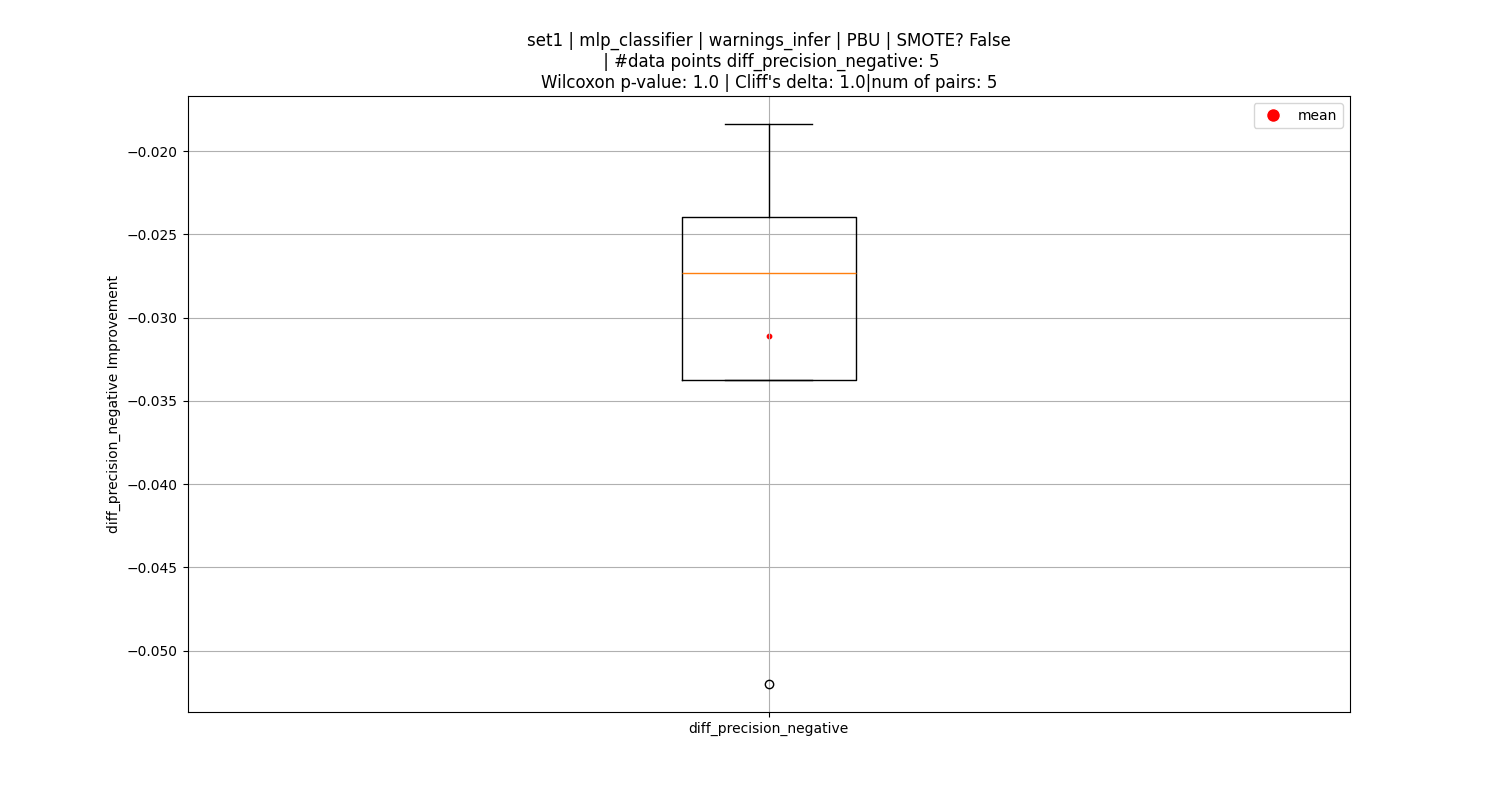 set1 | mlp_classifier | warnings_infer | PBU | SMOTE? False
| #data points diff_precision_negative: 5
Wilcoxon p-value: 1.0 | Cliff's delta: 1.0|num of pairs: 5
mean
−0.020
−0.025
−0.030
−0.035
−0.040
−0.045
−0.050
diff_precision_negative Improvement
diff_precision_negative